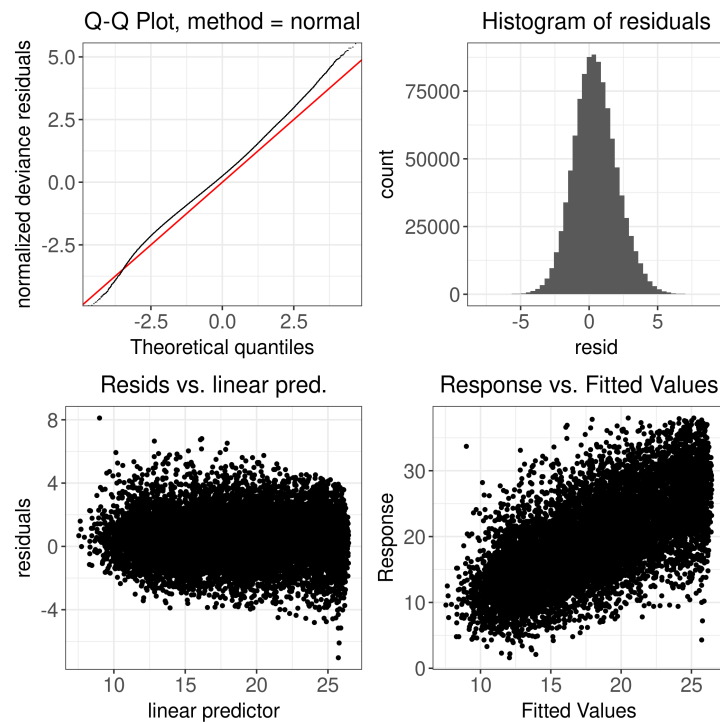 Q-Q Plot, method = normal
normalized deviance residuals
5.0
2.5
0.0
-2.5
-2.5 0.0 2.5
Theoretical quantiles
Histogram of residuals
count
75000
50000
25000
0
-5 0 5
resid
Resids vs. linear pred.
residuals
8
4
0
-4
10 15 20 25
linear predictor
Response vs. Fitted Values
Response
30
20
10
0
10 15 20 25
Fitted Values